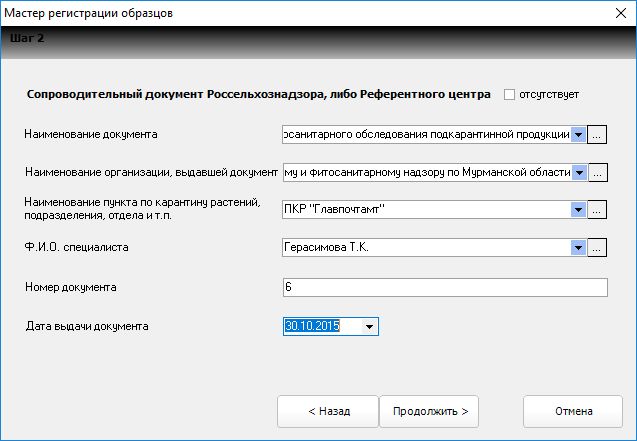 Мастер регистрации образцов
Шаг 2
Сопроводительный документ Россельхознадзора, либо Референтного центра отсутствует
Наименование документа осанитарного обследования подкарантинной продукции ...
Наименование организации, выдавшей документ му и фитосанитарному надзору по Мурманской области ...
Наименование пункта по карантину растений,
подразделения, отдела и т.п. ПКР "Главпочтамт" ...
Ф.И.О. специалиста Герасимова Т.К. ...
Номер документа 6
Дата выдачи документа 30.10.2015
< Назад Продолжить > Отмена